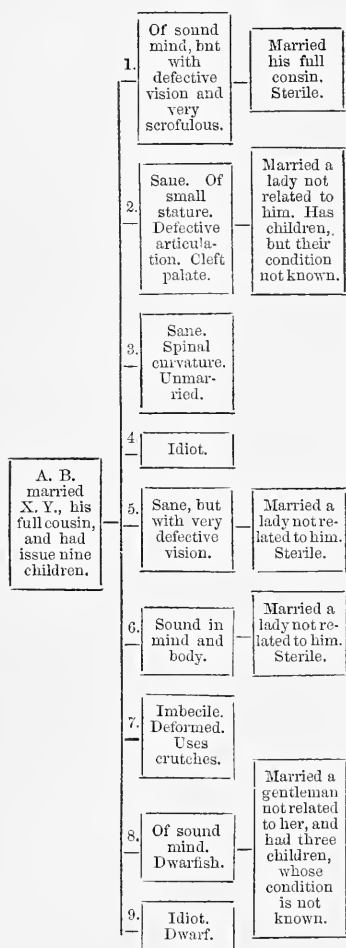 A. B.
married
X. Y., his
full cousin,
and had
issue nine
children.
1.
Of sound
mind, but
with
defective
vision and
very
scrofulous.
Married
his full
consin.
Sterile.
2.
Sane. Of
small
stature.
Defective
articula-
tion. Cleft
palate.
Married a
lady not
related to
him. Has
children,
but their
condition
not known.
3.
Sane.
Spinal
curvature.
Unmar-
ried.
4
Idiot.
5.
Sane, but
with very
defective
vision.
Married a
lady not re-
lated to him.
Sterile.
6.
Sound in
mind and
body.
Married a
lady not re-
lated to him.
Sterile.
7.
Imbecile.
Deformed.
Uses
crutches.
8.
Of sound
mind.
Dwarfish.
Married a
gentleman
not related
to her, and
had three
children,
whose
condition
is not
known.
9.
Idiot.
Dwarf.